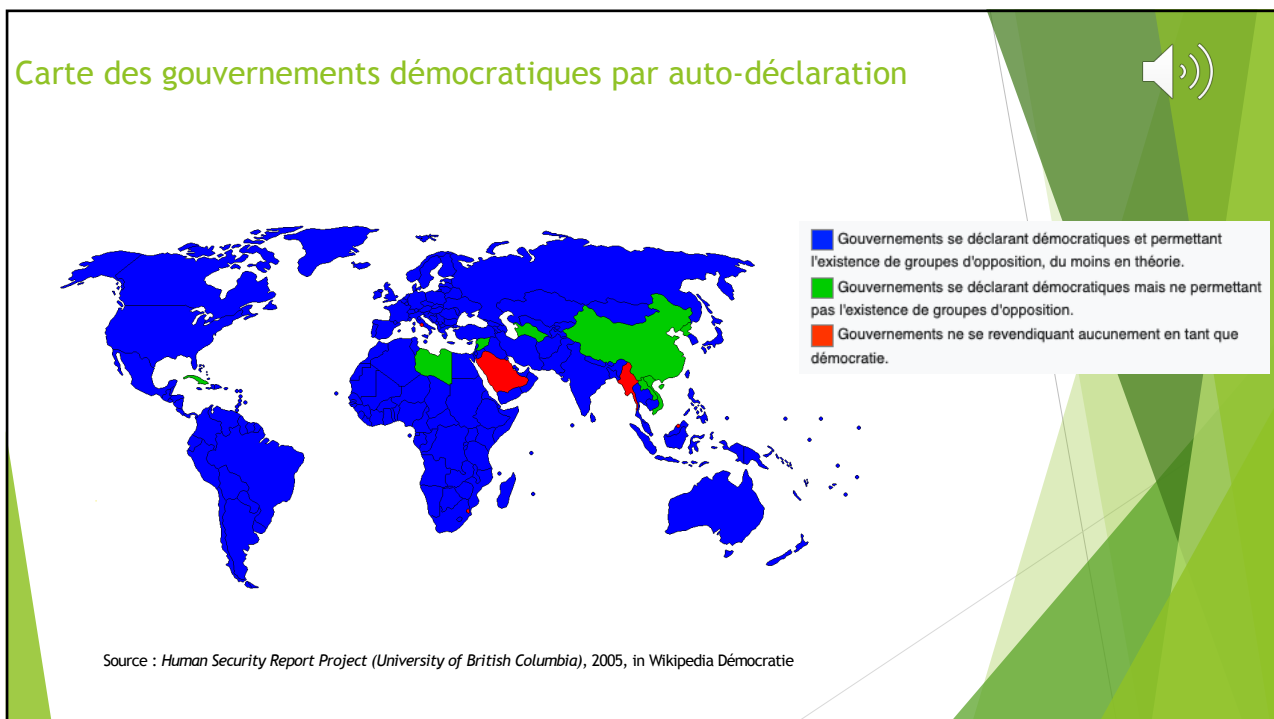 Carte des gouvernements démocratiques par auto-déclaration
Gouvernements se déclarant démocratiques et permettant
l'existence de groupes d'opposition, du moins en théorie.
Gouvernements se déclarant démocratiques mais ne permettant
pas l'existence de groupes d'opposition.
Gouvernements ne se revendiquant aucunement en tant que
démocratie.
Source : Human Security Report Project (University of British Columbia), 2005, in Wikipedia Démocratie